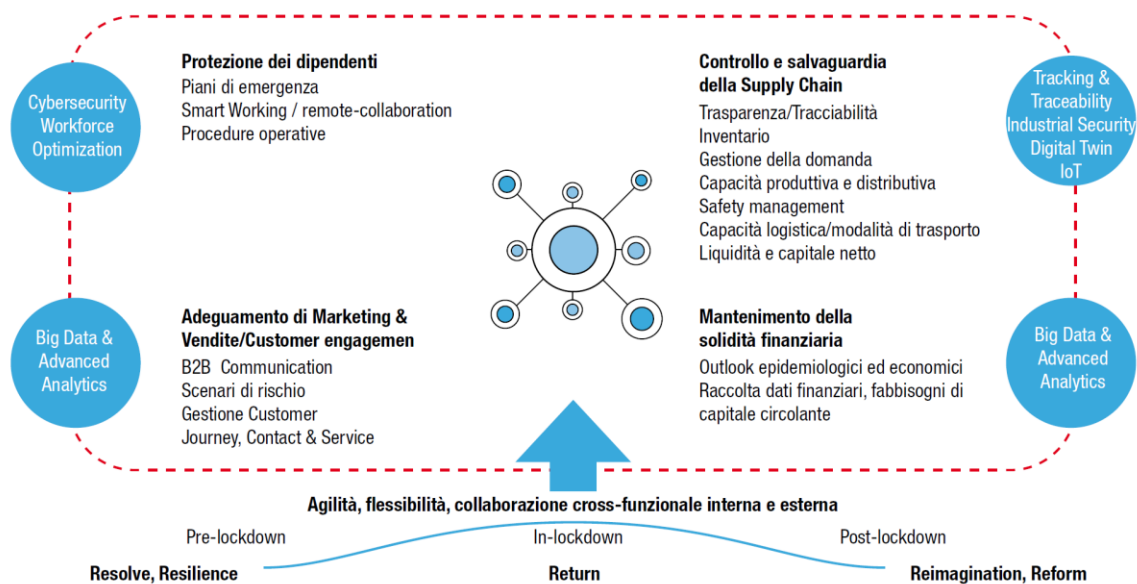 Cybersecurity
Workforce
Optimization
Protezione dei dipendenti
Piani di emergenza
Smart Working / remote-collaboration
Procedure operative
Controllo e salvaguardia
della Supply Chain
Trasparenza/Tracciabilità
Inventario
Gestione della domanda
Capacità produttiva e distributiva
Safety management
Capacità logistica/modalità di trasporto
Liquidità e capitale netto
Tracking &
Traceability
Industrial Security
Digital Twin
IoT
Big Data &
Advanced
Analytics
Adeguamento di Marketing &
Vendite/Customer engagemen
B2B Communication
Scenari di rischio
Gestione Customer
Journey, Contact & Service
Mantenimento della
solidità finanziaria
Outlook epidemiologici ed economici
Raccolta dati finanziari, fabbisogni di
capitale circolante
Big Data &
Advanced
Analytics
Agilità, flessibilità, collaborazione cross-funzionale interna e esterna
Pre-lockdown
In-lockdown
Post-lockdown
Resolve, Resilience
Return
Reimagination, Reform